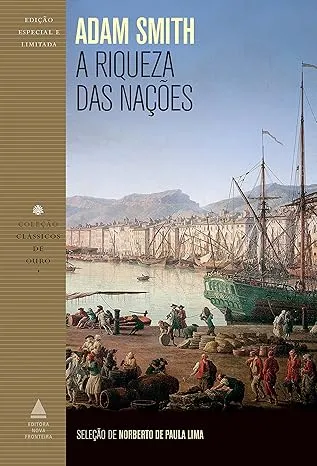 EDIÇÃO
ESPECIAL E
LIMITADA
ADAM SMITH
A RIQUEZA
DAS NAÇÕES
COLEÇÃO
CLÁSSICOS
DE
OURO
EDITORA
NOVA
FRONTEIRA
SELEÇÃO DE NORBERTO DE PAULA LIMA